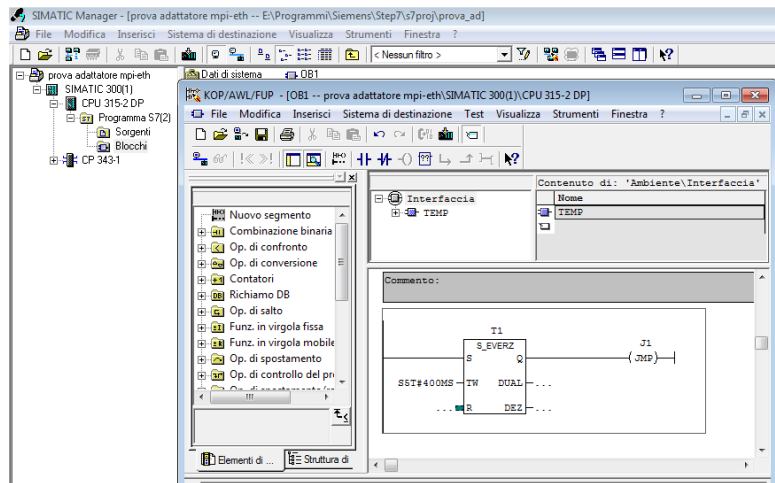 SIMATIC Manager - [prova adattatore mpi-eth -- E:\Programmi\Siemens\Step7\s7proj\prova_ad]
File Modifica Inserisci Sistema di destinazione Visualizza Strumenti Finestra ?
< Nessun filtro >
prova adattatore mpi-eth
SIMATIC 300(1)
CPU 315-2 DP
Programma S7(2)
Sorgenti
Blocchi
CP 343-1
Dati di sistema OB1
KOP/AWL/FUP - [OB1 -- prova adattatore mpi-eth\SIMATIC 300(1)\CPU 315-2 DP]
File Modifica Inserisci Sistema di destinazione Test Visualizza Strumenti Finestra ?
Nuovo segmento
Combinazione binaria
Op. di confronto
Op. di conversione
Contatori
Richiamo DB
Op. di salto
Funz. in virgola fissa
Funz. in virgola mobile
Op. di spostamento
Op. di controllo del pro
Elementi di ... Struttura di
Interfaccia
TEMP
Contenuto di: 'Ambiente\Interfaccia'
Nome
TEMP
Commento:
T1
S_EVERZ
J1
S Q
JMP
S5T#400MS TW DUAL ...
... R DEZ ...